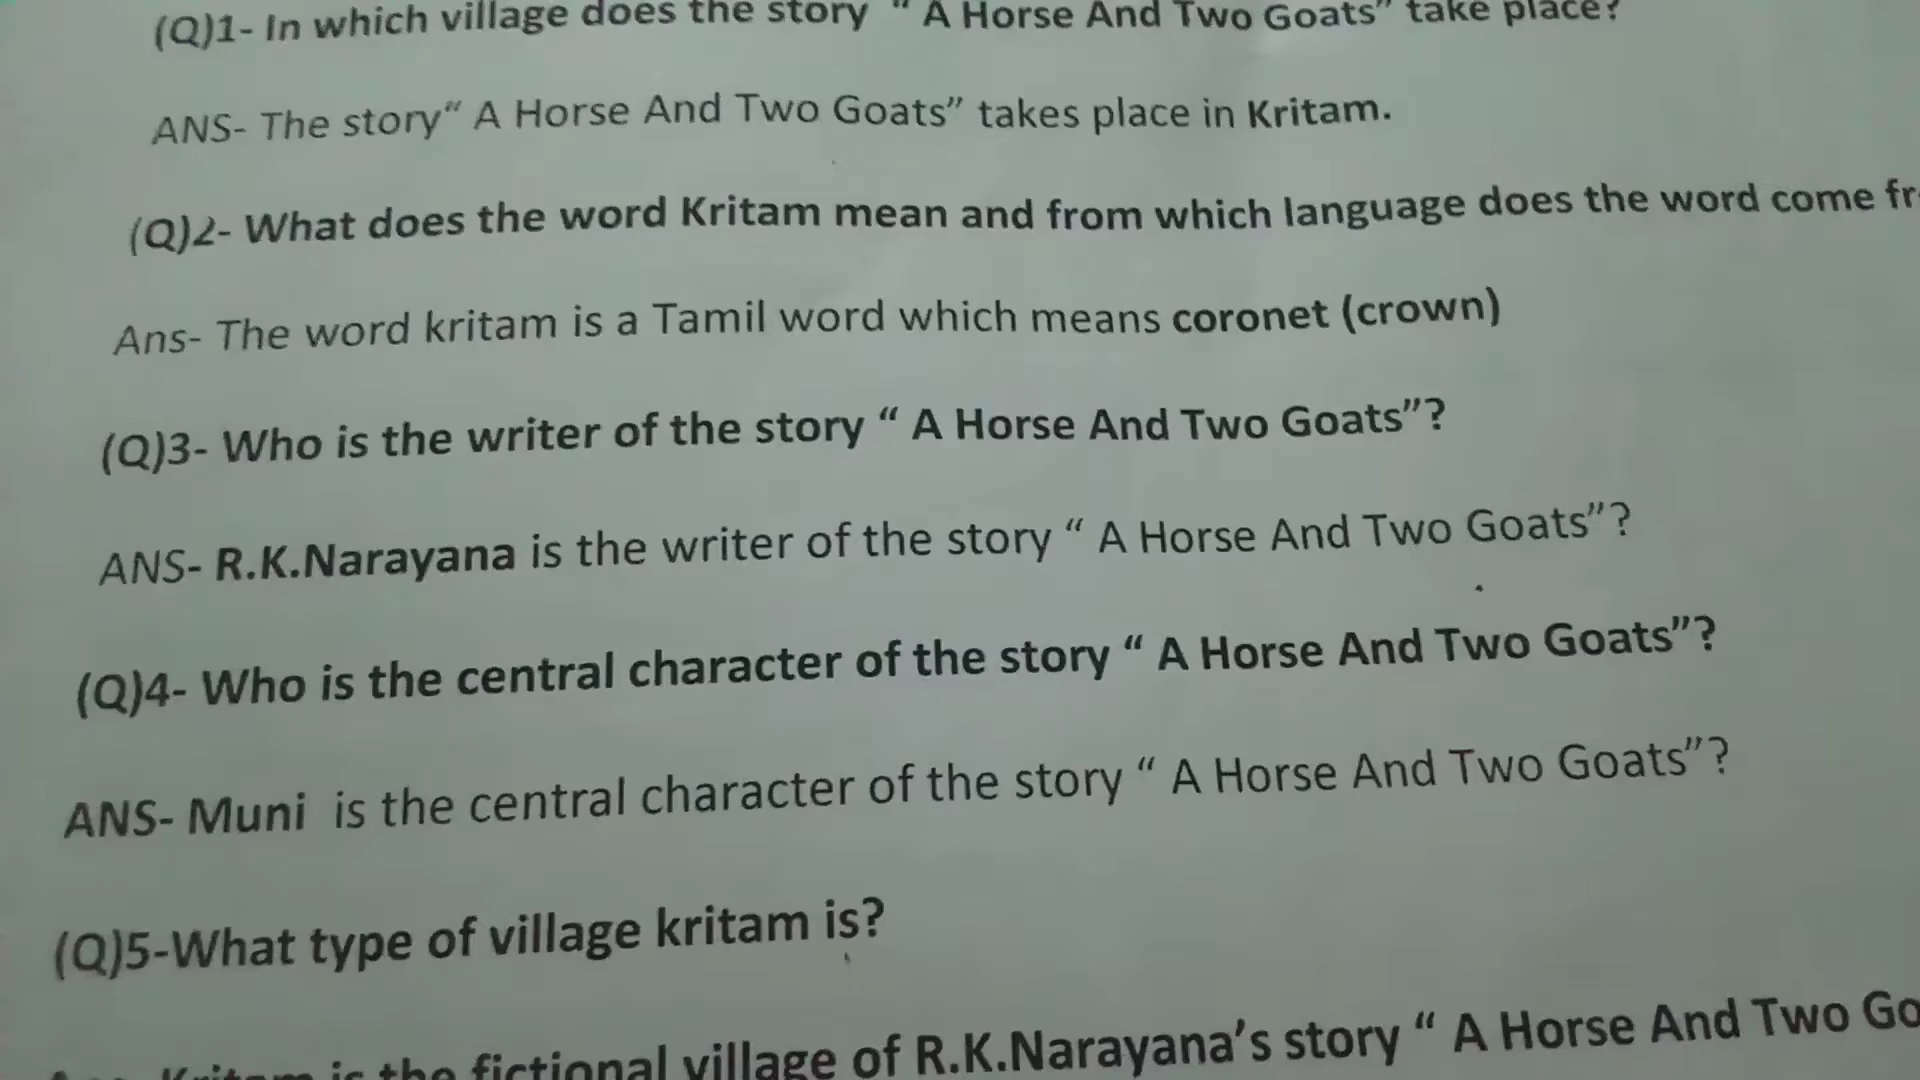 (Q)1- In which village does the story " A Horse And Two Goats" take place?
ANS- The story" A Horse And Two Goats" takes place in Kritam.
(Q)2- What does the word Kritam mean and from which language does the word come
Ans- The word kritam is a Tamil word which means coronet (crown)
(Q)3- Who is the writer of the story " A Horse And Two Goats"?
ANS- R.K.Narayana is the writer of the story " A Horse And Two Goats"?
(Q)4- Who is the central character of the story " A Horse And Two Goats"?
ANS- Muni is the central character of the story " A Horse And Two Goats"?
(Q)5-What type of village kritam is?
Kritam is the fictional village of R.K.Narayana's story " A Horse And Two